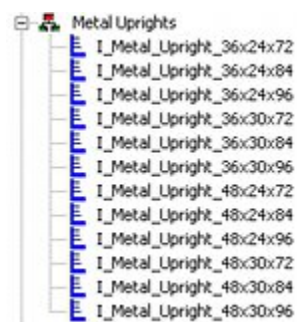 Metal Uprights
I_Metal_Upright_36x24x72
I_Metal_Upright_36x24x84
I_Metal_Upright_36x24x96
I_Metal_Upright_36x30x72
I_Metal_Upright_36x30x84
I_Metal_Upright_36x30x96
I_Metal_Upright_48x24x72
I_Metal_Upright_48x24x84
I_Metal_Upright_48x24x96
I_Metal_Upright_48x30x72
I_Metal_Upright_48x30x84
I_Metal_Upright_48x30x96